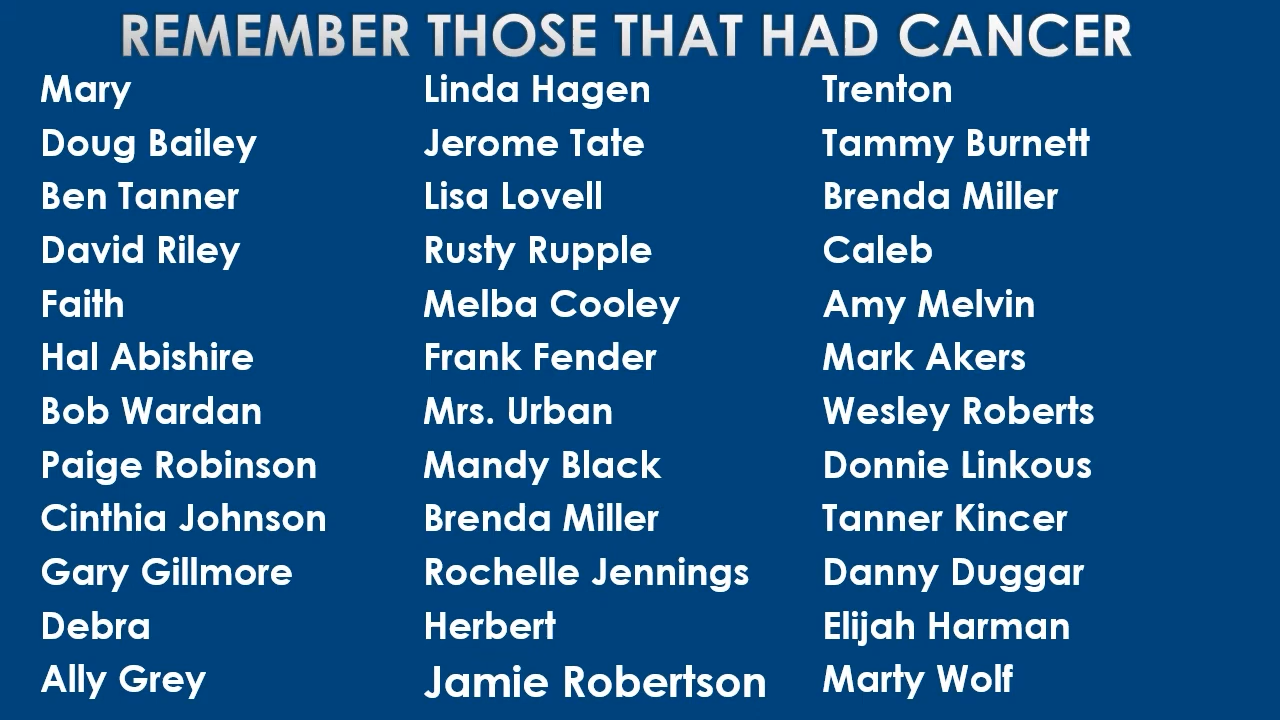 REMEMBER THOSE THAT HAD CANCER
Mary
Doug Bailey
Ben Tanner
David Riley
Faith
Hal Abishire
Bob Wardan
Paige Robinson
Cinthia Johnson
Gary Gillmore
Debra
Ally Grey
Linda Hagen
Jerome Tate
Lisa Lovell
Rusty Rupple
Melba Cooley
Frank Fender
Mrs. Urban
Mandy Black
Brenda Miller
Rochelle Jennings
Herbert
Jamie Robertson
Trenton
Tammy Burnett
Brenda Miller
Caleb
Amy Melvin
Mark Akers
Wesley Roberts
Donnie Linkous
Tanner Kincer
Danny Duggar
Elijah Harman
Marty Wolf